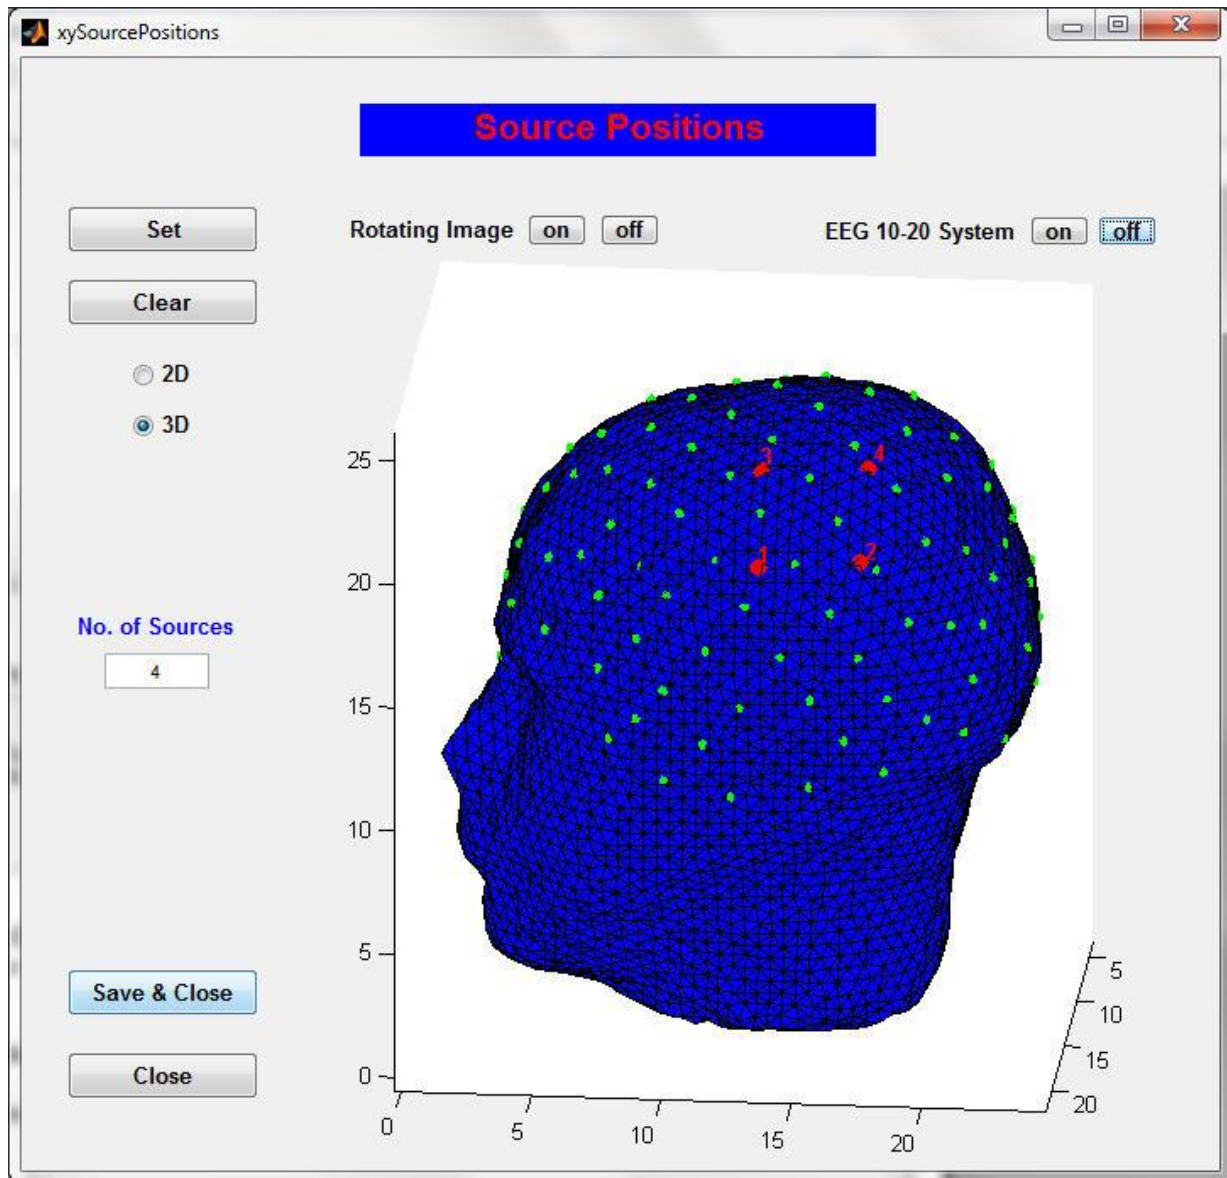 xySourcePositions
Source Positions
Set
Rotating Image on off
EEG 10-20 System on off
Clear
2D
3D
No. of Sources
4
Save & Close
Close
25
20
15
10
5
0
0 5 10 15 20
5
10
15
20
3
4
1
2